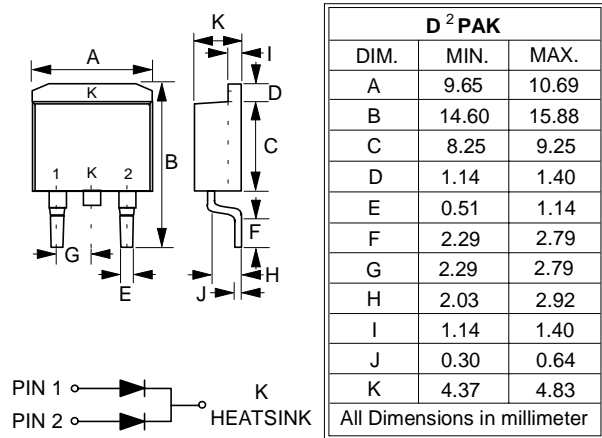 K
I
A
K
D
B
C
1 K 2
F
G
H
E
J
PIN 1
PIN 2
K
HEATSINK
D 2 PAK
DIM. MIN. MAX.
A 9.65 10.69
B 14.60 15.88
C 8.25 9.25
D 1.14 1.40
E 0.51 1.14
F 2.29 2.79
G 2.29 2.79
H 2.03 2.92
I 1.14 1.40
J 0.30 0.64
K 4.37 4.83
All Dimensions in millimeter